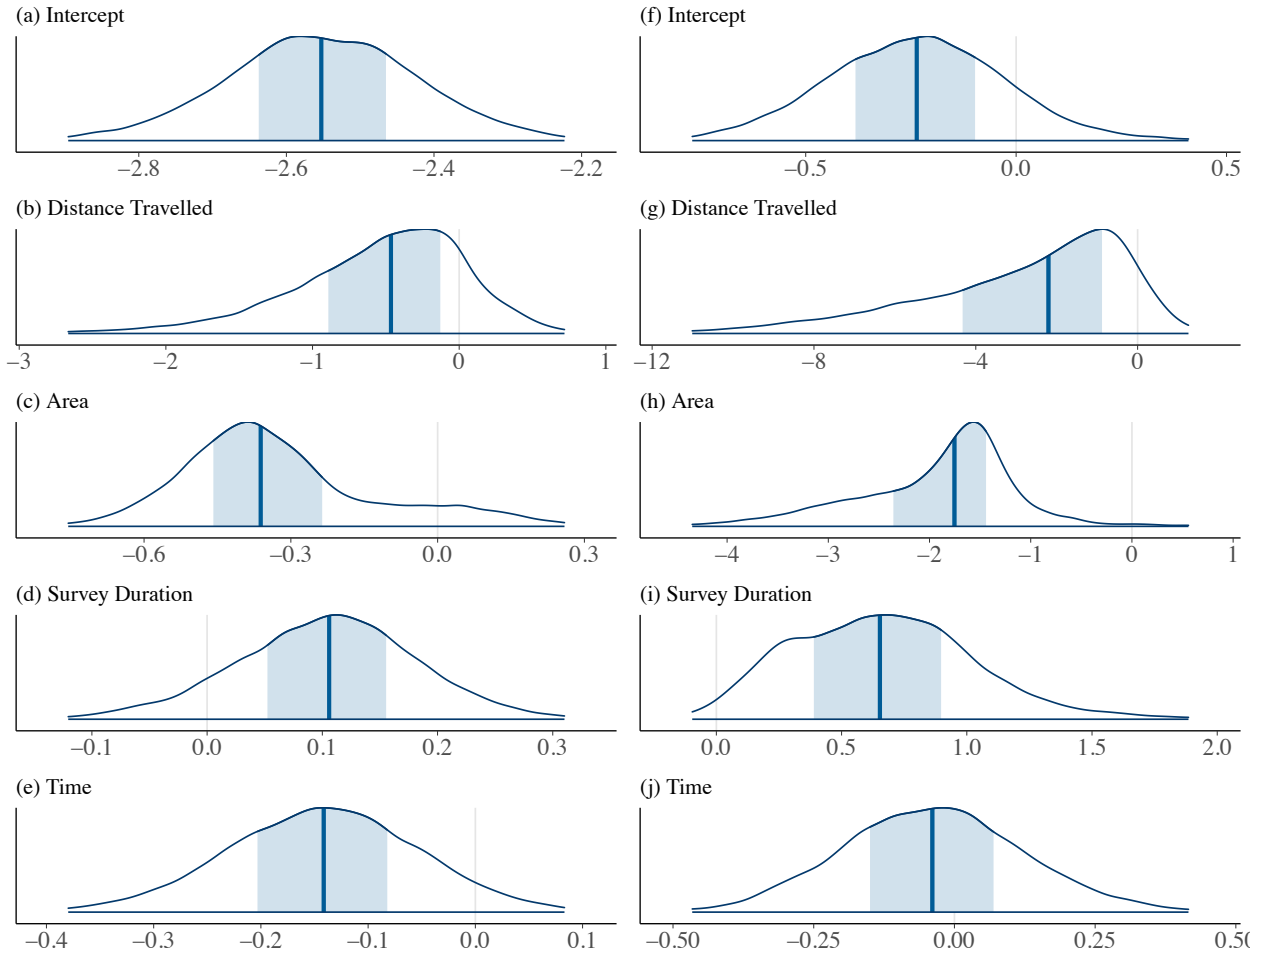 (a) Intercept
−2.8 −2.6 −2.4 −2.2
(b) Distance Travelled
−3 −2 −1 0 1
(c) Area
−0.6 −0.3 0.0 0.3
(d) Survey Duration
−0.1 0.0 0.1 0.2 0.3
(e) Time
−0.4 −0.3 −0.2 −0.1 0.0 0.1
(f) Intercept
−0.5 0.0 0.5
(g) Distance Travelled
−12 −8 −4 0
(h) Area
−4 −3 −2 −1 0 1
(i) Survey Duration
0.0 0.5 1.0 1.5 2.0
(j) Time
−0.50 −0.25 0.00 0.25 0.50